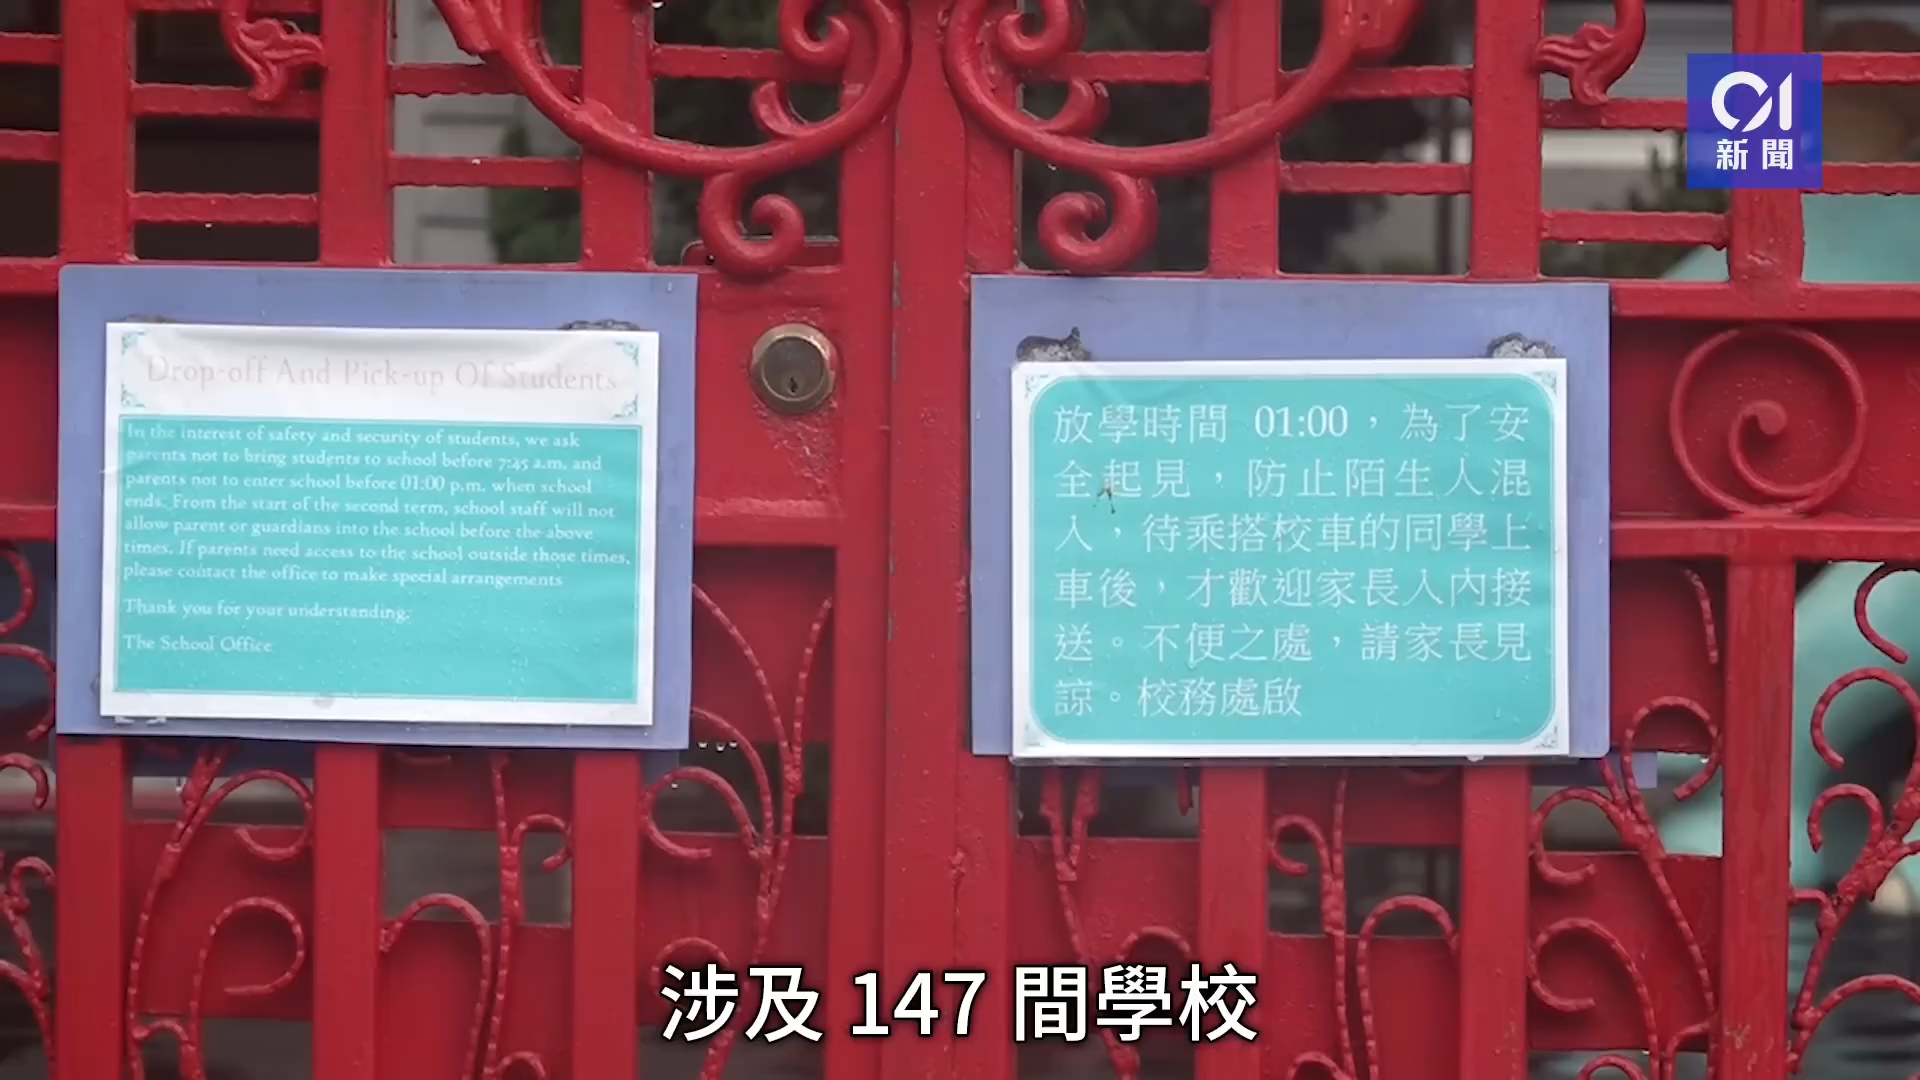 01
新聞
Drop-off And Pick-up Of Students
In the interest of safety and security of students, we ask
parents not to bring students to school before 7:45 a.m. and
parents not to enter school before 01:00 p.m. when school
ends. From the start of the second term, school staff will not
allow parent or guardians into the school before the above
times. If parents need access to the school outside those times,
please contact the office to make special arrangements
Thank you for your understanding.
The School Office
放學時間 01:00，為了安
全起見，防止陌生人混
入，待乘搭校車的同學上
車後，才歡迎家長入內接
送。不便之處，請家長見
諒。校務處啟
涉及 147 間學校